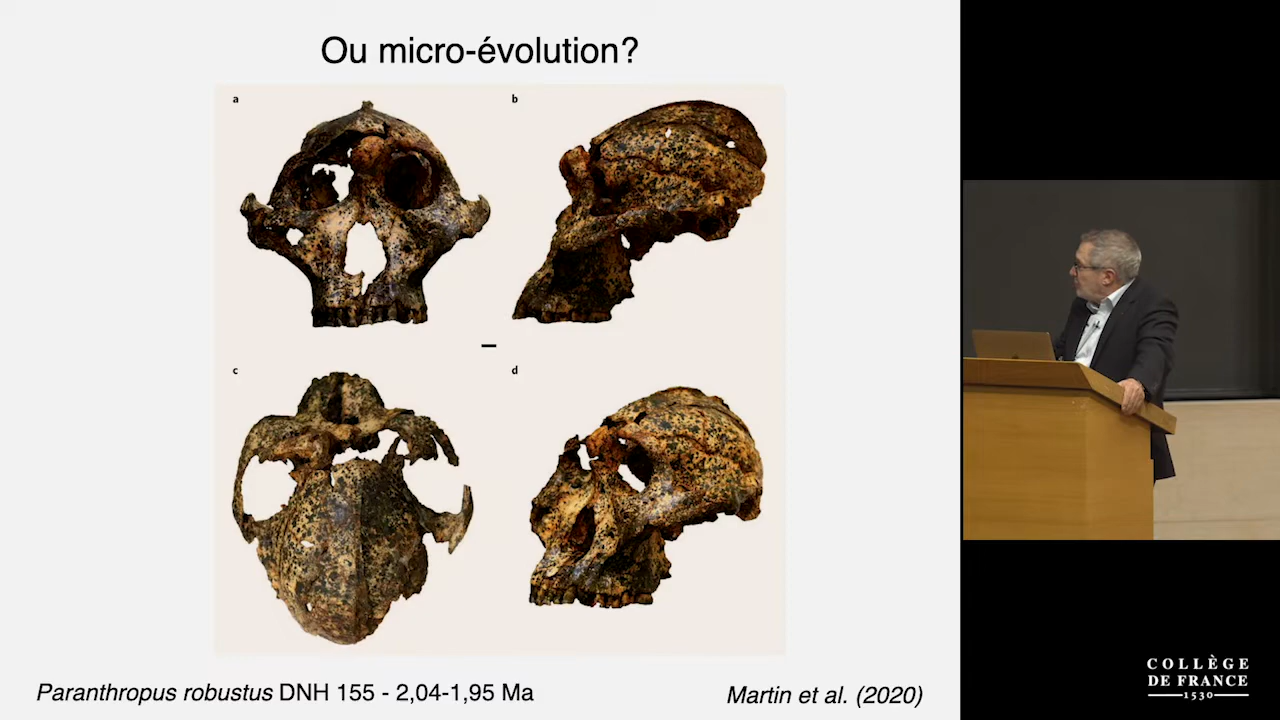 Ou micro-évolution?
a
b
c
d
Paranthropus robustus DNH 155 - 2,04-1,95 Ma
Martin et al. (2020)
COLLÈGE
DE FRANCE
1530